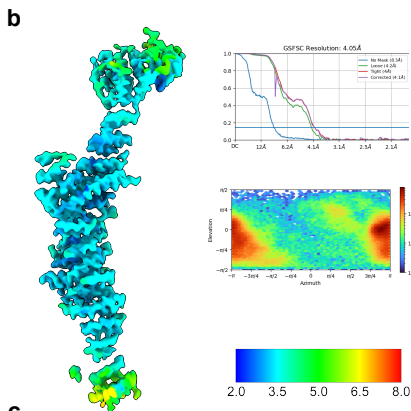 b
GSFSC Resolution: 4.05Å
1.0
0.8
0.6
0.4
0.2
0.0
No Mask (8.3Å)
Loose (4.2Å)
Tight (4Å)
Corrected (4.1Å)
DC 12Å 6.2Å 4.1Å 3.1Å 2.5Å 2.1Å
Elevation
π/2
π/4
0
−π/4
−π/2
−π −3π/4 −π/2 −π/4 0 π/4 π/2 3π/4 π
Azimuth
2.0 3.5 5.0 6.5 8.0